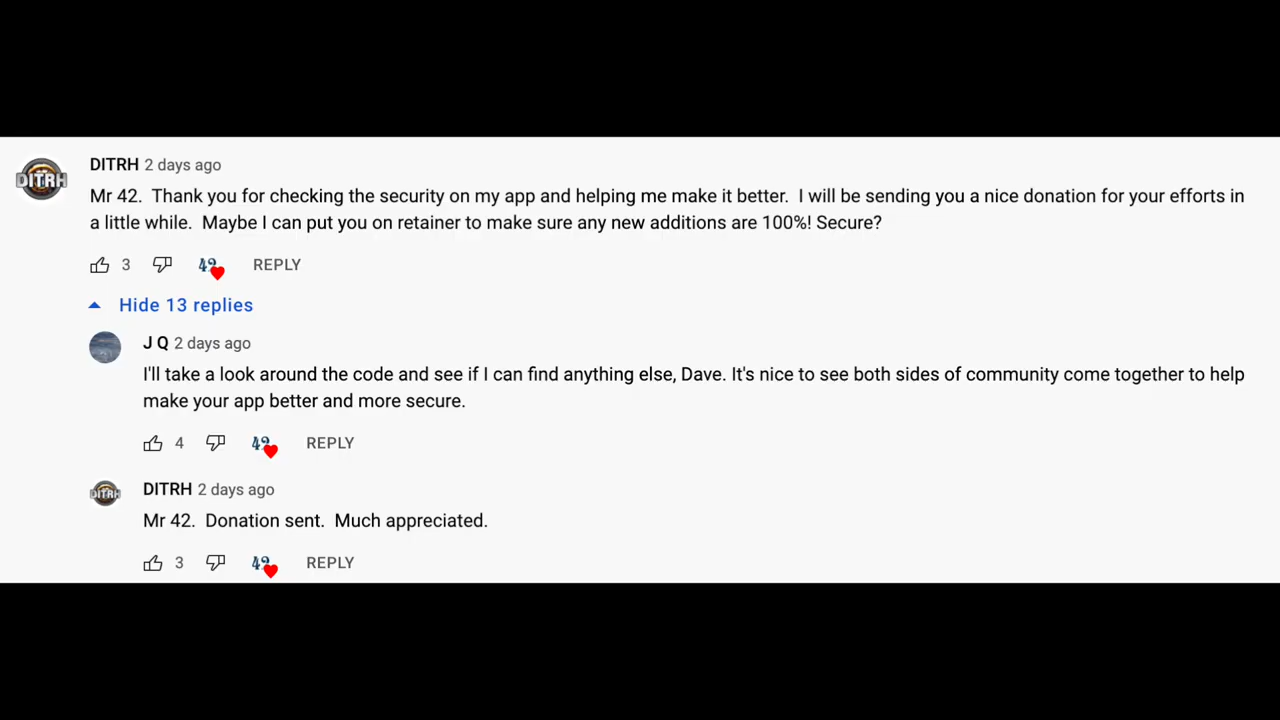 DITRH
DITRH 2 days ago
Mr 42.  Thank you for checking the security on my app and helping me make it better.  I will be sending you a nice donation for your efforts in
a little while.  Maybe I can put you on retainer to make sure any new additions are 100%! Secure?
3 42 REPLY
Hide 13 replies
J Q 2 days ago
I'll take a look around the code and see if I can find anything else, Dave. It's nice to see both sides of community come together to help
make your app better and more secure.
4 42 REPLY
DITRH
DITRH 2 days ago
Mr 42.  Donation sent.  Much appreciated.
3 42 REPLY